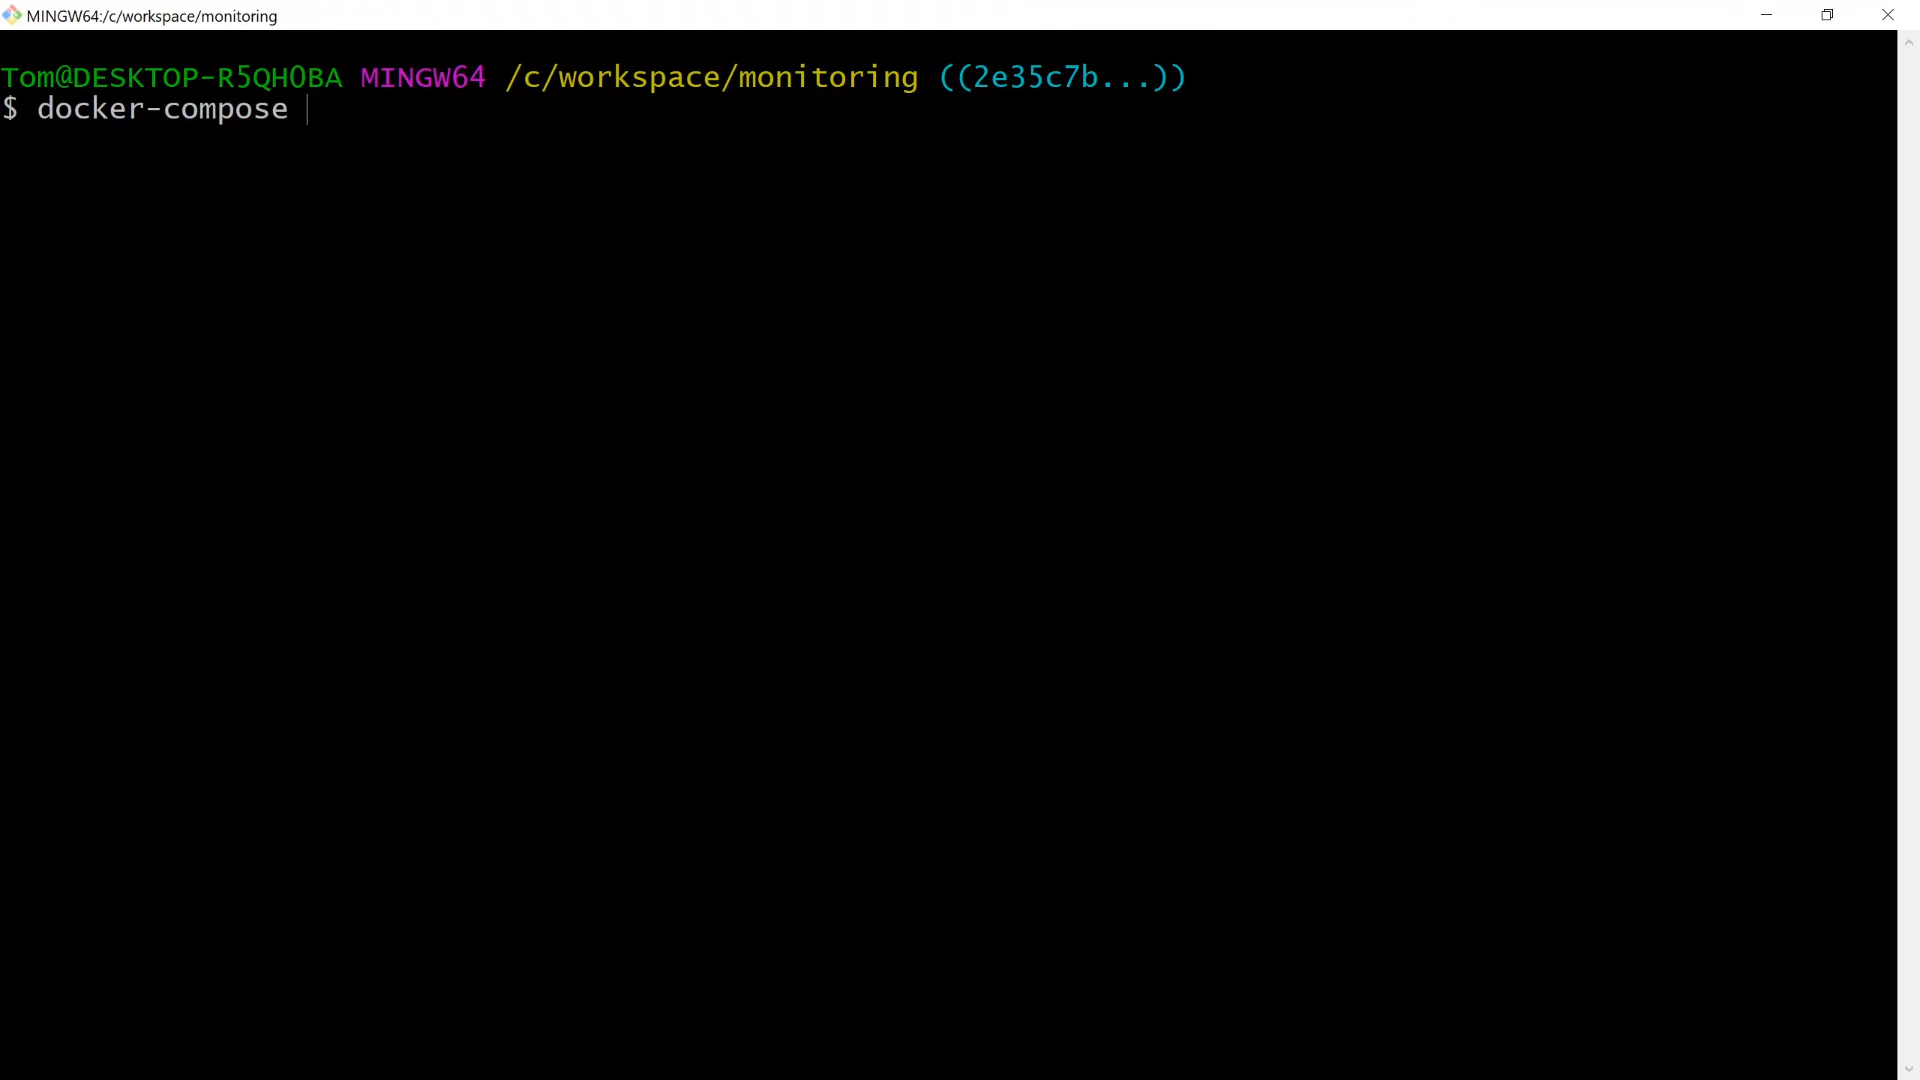 MINGW64:/c/workspace/monitoring
Tom@DESKTOP-R5QH0BA MINGW64 /c/workspace/monitoring ((2e35c7b...))
$ docker-compose